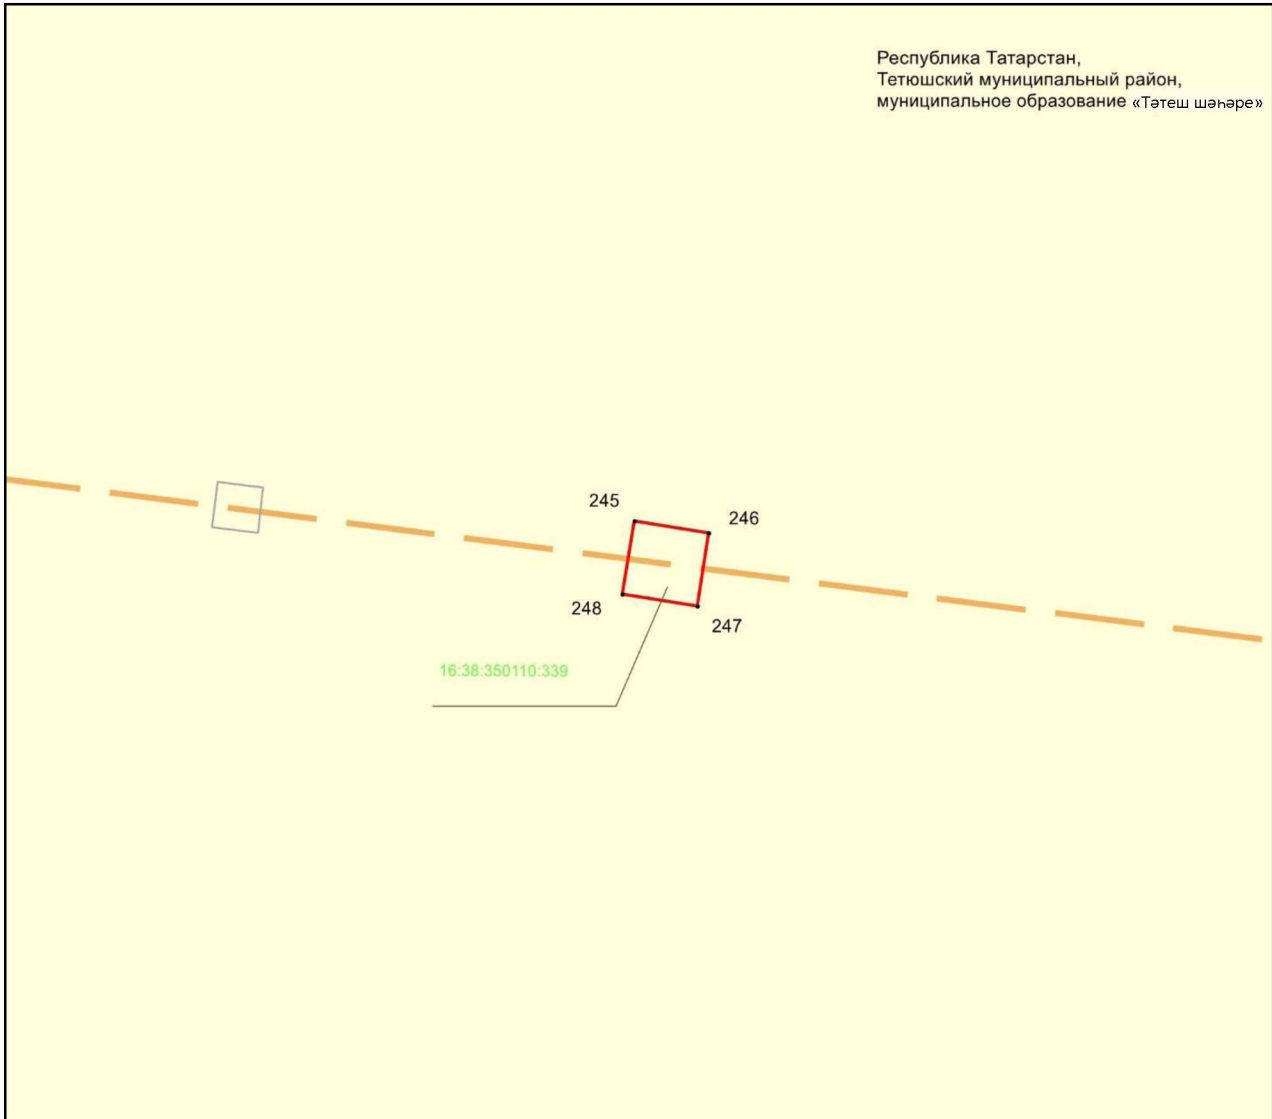 Республика Татарстан,
Тетюшский муниципальный район,
муниципальное образование «Тәтеш шәһәре»
245
246
248
247
16:38:350110:339